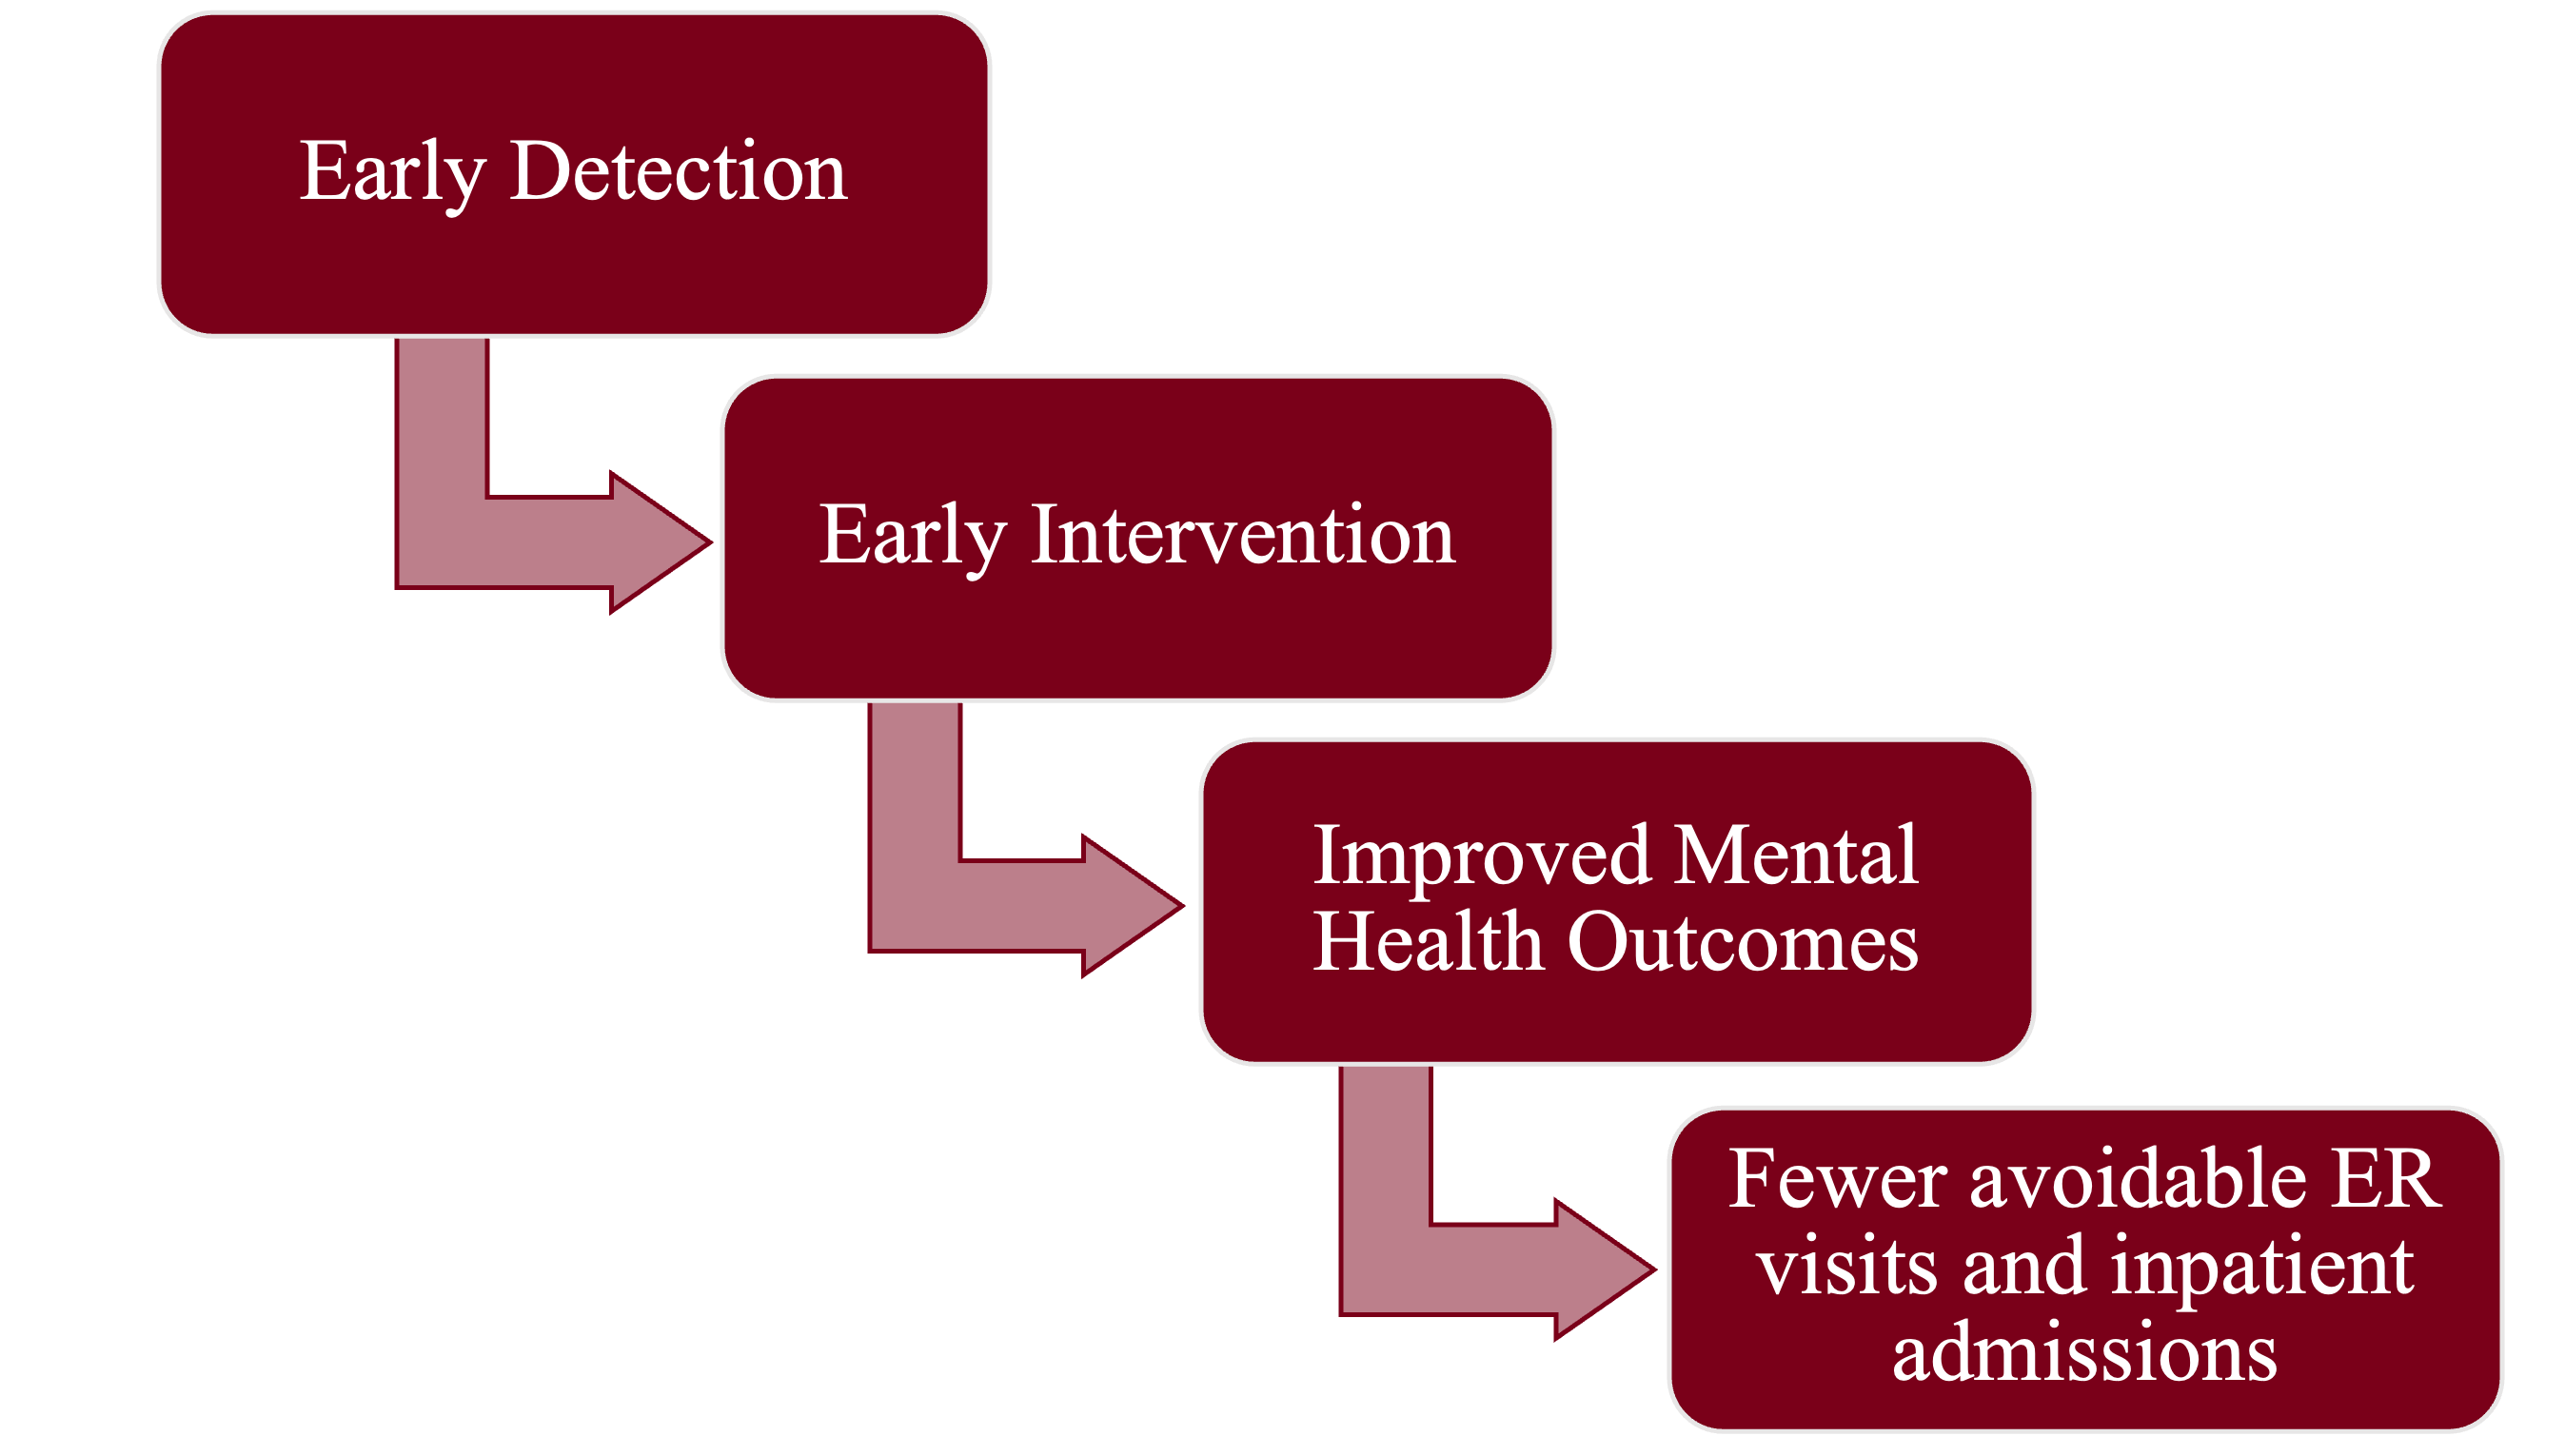 Early Detection
Early Intervention
Improved Mental
Health Outcomes
Fewer avoidable ER
visits and inpatient
admissions